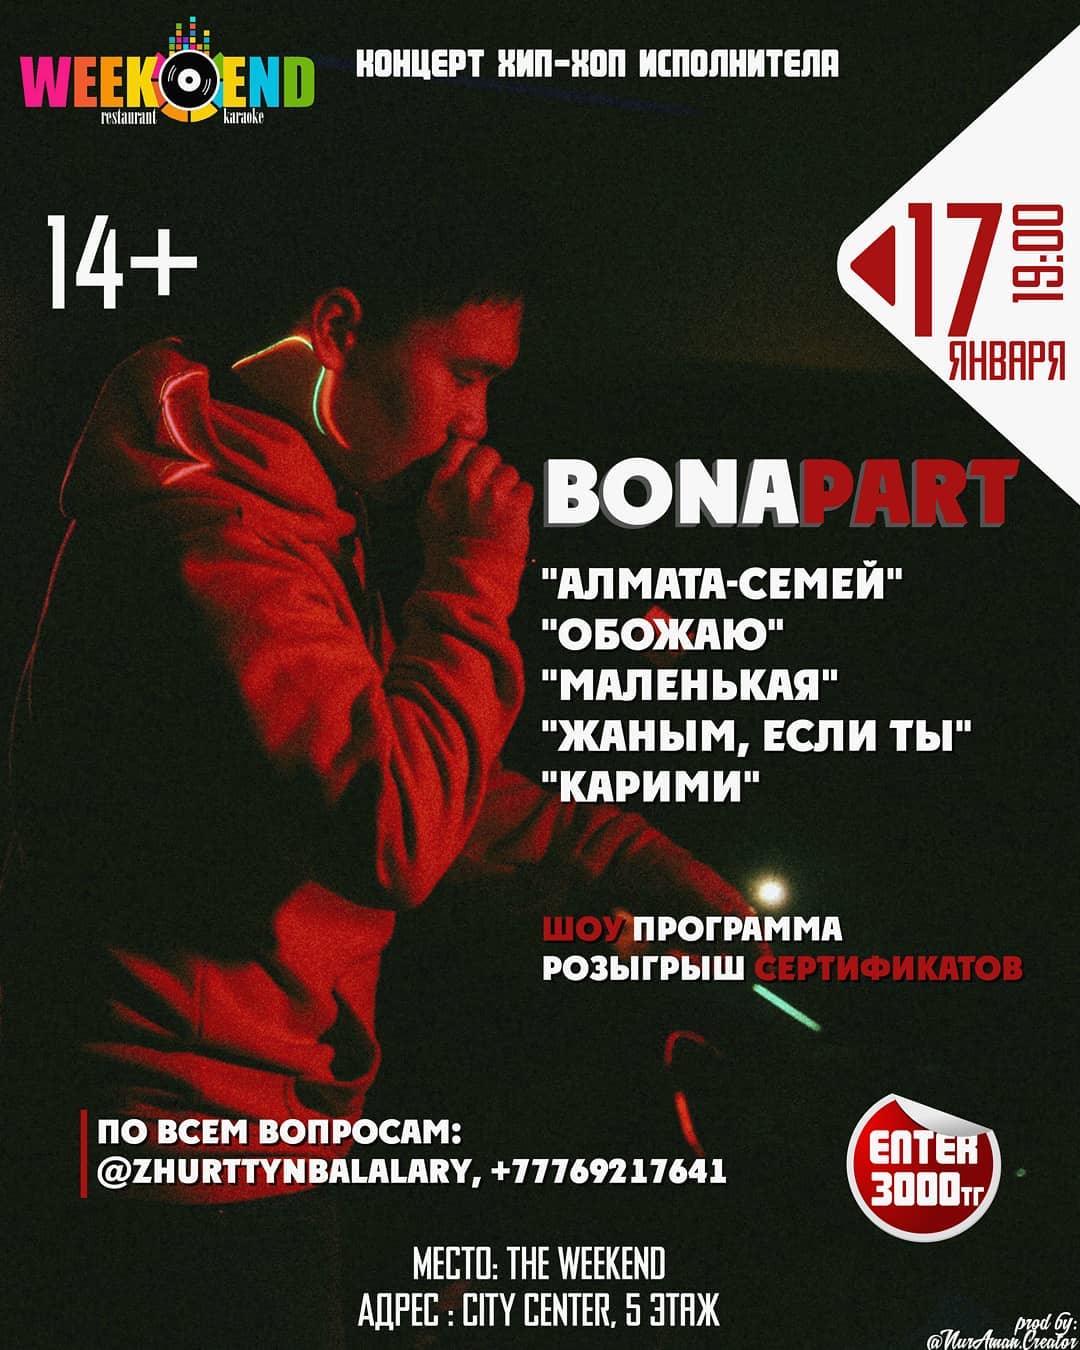 WEEKEND
restaurant karaoke
КОНЦЕРТ ХИП-ХОП ИСПОЛНИТЕЛЯ
14+
17
19:00
ЯНВАРЯ
BONAPART
"АЛМАТА-СЕМЕЙ"
"ОБОЖАЮ"
"МАЛЕНЬКАЯ"
"ЖАНЫМ, ЕСЛИ ТЫ"
"КАРИМИ"
ШОУ ПРОГРАММА
РОЗЫГРЫШ СЕРТИФИКАТОВ
ПО ВСЕМ ВОПРОСАМ:
@ZHURTTYNBALALARY, +77769217641
ENTER
3000тг
МЕСТО: THE WEEKEND
АДРЕС : CITY CENTER, 5 ЭТАЖ
prod by:
@NurAman.Creator